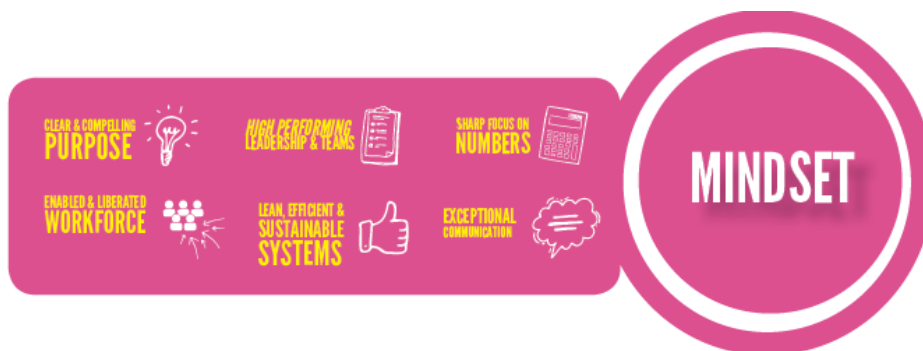 CLEAR & COMPELLING
PURPOSE
HIGH PERFORMING
LEADERSHIP & TEAMS
SHARP FOCUS ON
NUMBERS
ENABLED & LIBERATED
WORKFORCE
LEAN, EFFICIENT &
SUSTAINABLE
SYSTEMS
EXCEPTIONAL
COMMUNICATION
MINDSET